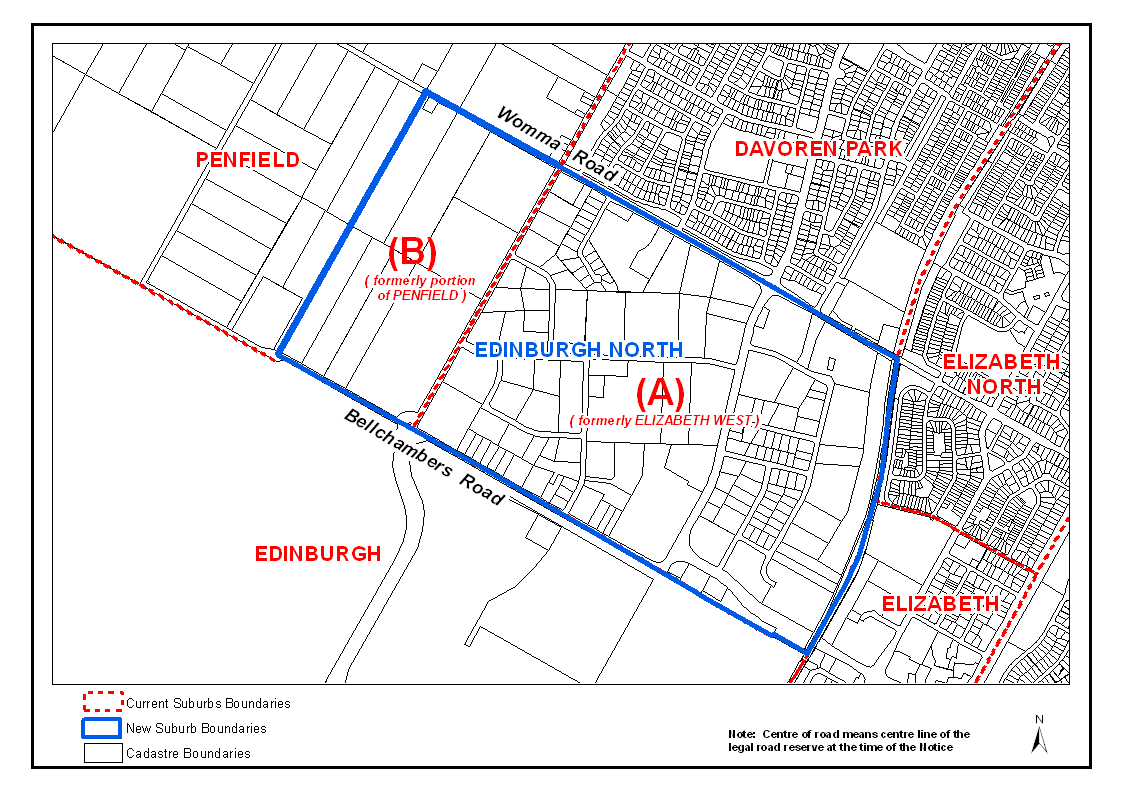 Womma Road
DAVOREN PARK
PENFIELD
(B)
( formerly portion
of PENFIELD )
EDINBURGH NORTH
ELIZABETH
NORTH
(A)
( formerly ELIZABETH WEST )
Bellchambers Road
EDINBURGH
ELIZABETH
Current Suburbs Boundaries
New Suburb Boundaries
Cadastre Boundaries
Note: Centre of road means centre line of the
legal road reserve at the time of the Notice
N